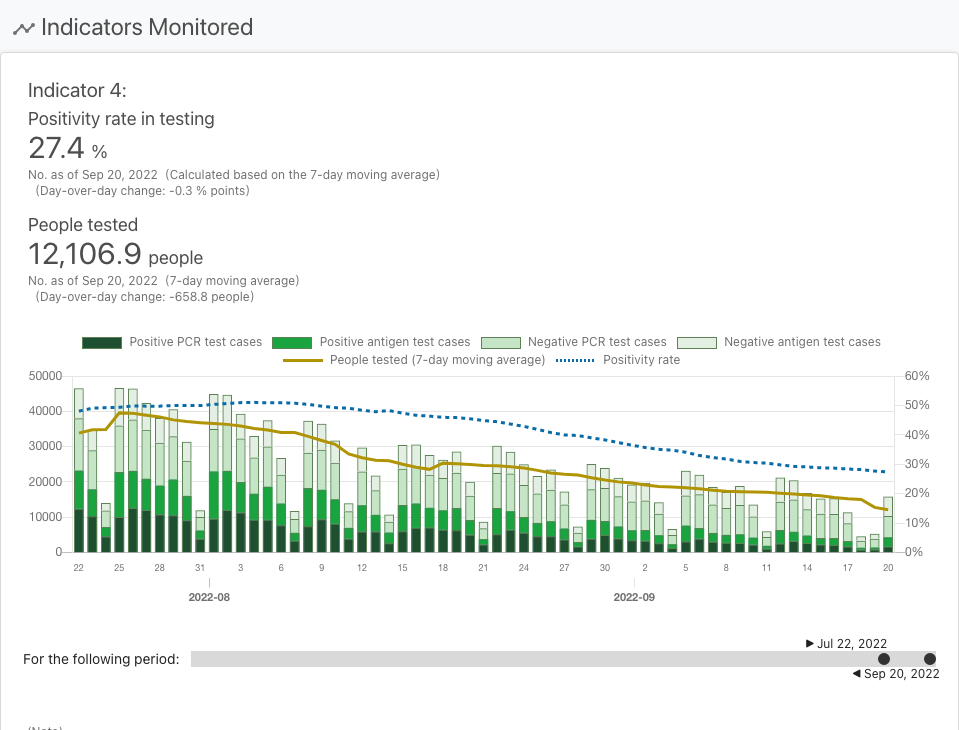 Indicators Monitored
Indicator 4:
Positivity rate in testing
27.4 %
No. as of Sep 20, 2022 (Calculated based on the 7-day moving average)
(Day-over-day change: -0.3 % points)
People tested
12,106.9 people
No. as of Sep 20, 2022 (7-day moving average)
(Day-over-day change: -658.8 people)
Positive PCR test cases Positive antigen test cases Negative PCR test cases Negative antigen test cases
People tested (7-day moving average) Positivity rate
50000 60%
50%
40000
40%
30000
30%
20000
20%
10000
10%
0 0%
22 25 28 31 3 6 9 12 15 18 21 24 27 30 2 5 8 11 14 17 20
2022-08 2022-09
Jul 22, 2022
For the following period:
Sep 20, 2022